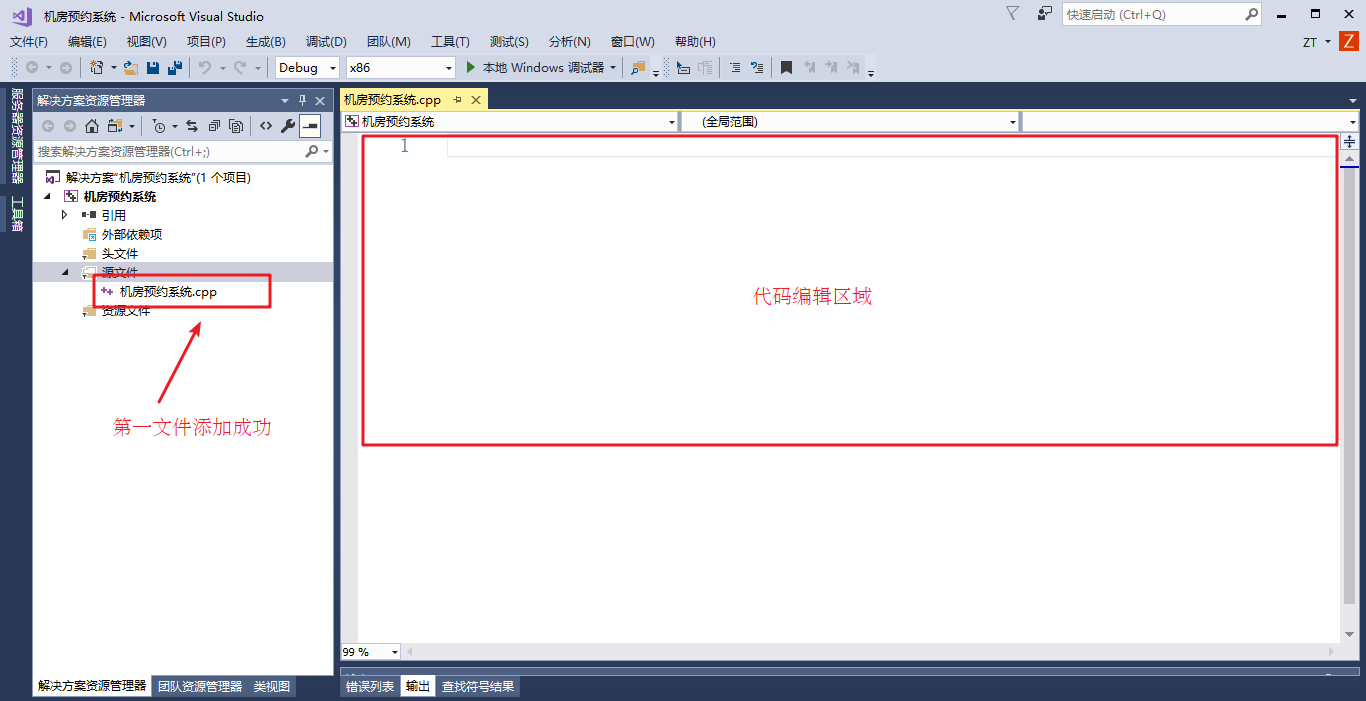 机房预约系统 - Microsoft Visual Studio
快速启动 (Ctrl+Q)
文件(F) 编辑(E) 视图(V) 项目(P) 生成(B) 调试(D) 团队(M) 工具(T) 测试(S) 分析(N) 窗口(W) 帮助(H)
ZT Z
Debug x86 本地 Windows 调试器
服务器资源管理器
工具箱
解决方案资源管理器
搜索解决方案资源管理器(Ctrl+;)
解决方案"机房预约系统"(1 个项目)
机房预约系统
引用
外部依赖项
头文件
源文件
机房预约系统.cpp
资源文件
第一文件添加成功
解决方案资源管理器 团队资源管理器 类视图
机房预约系统.cpp
机房预约系统 (全局范围)
1
代码编辑区域
99 %
错误列表 输出 查找符号结果